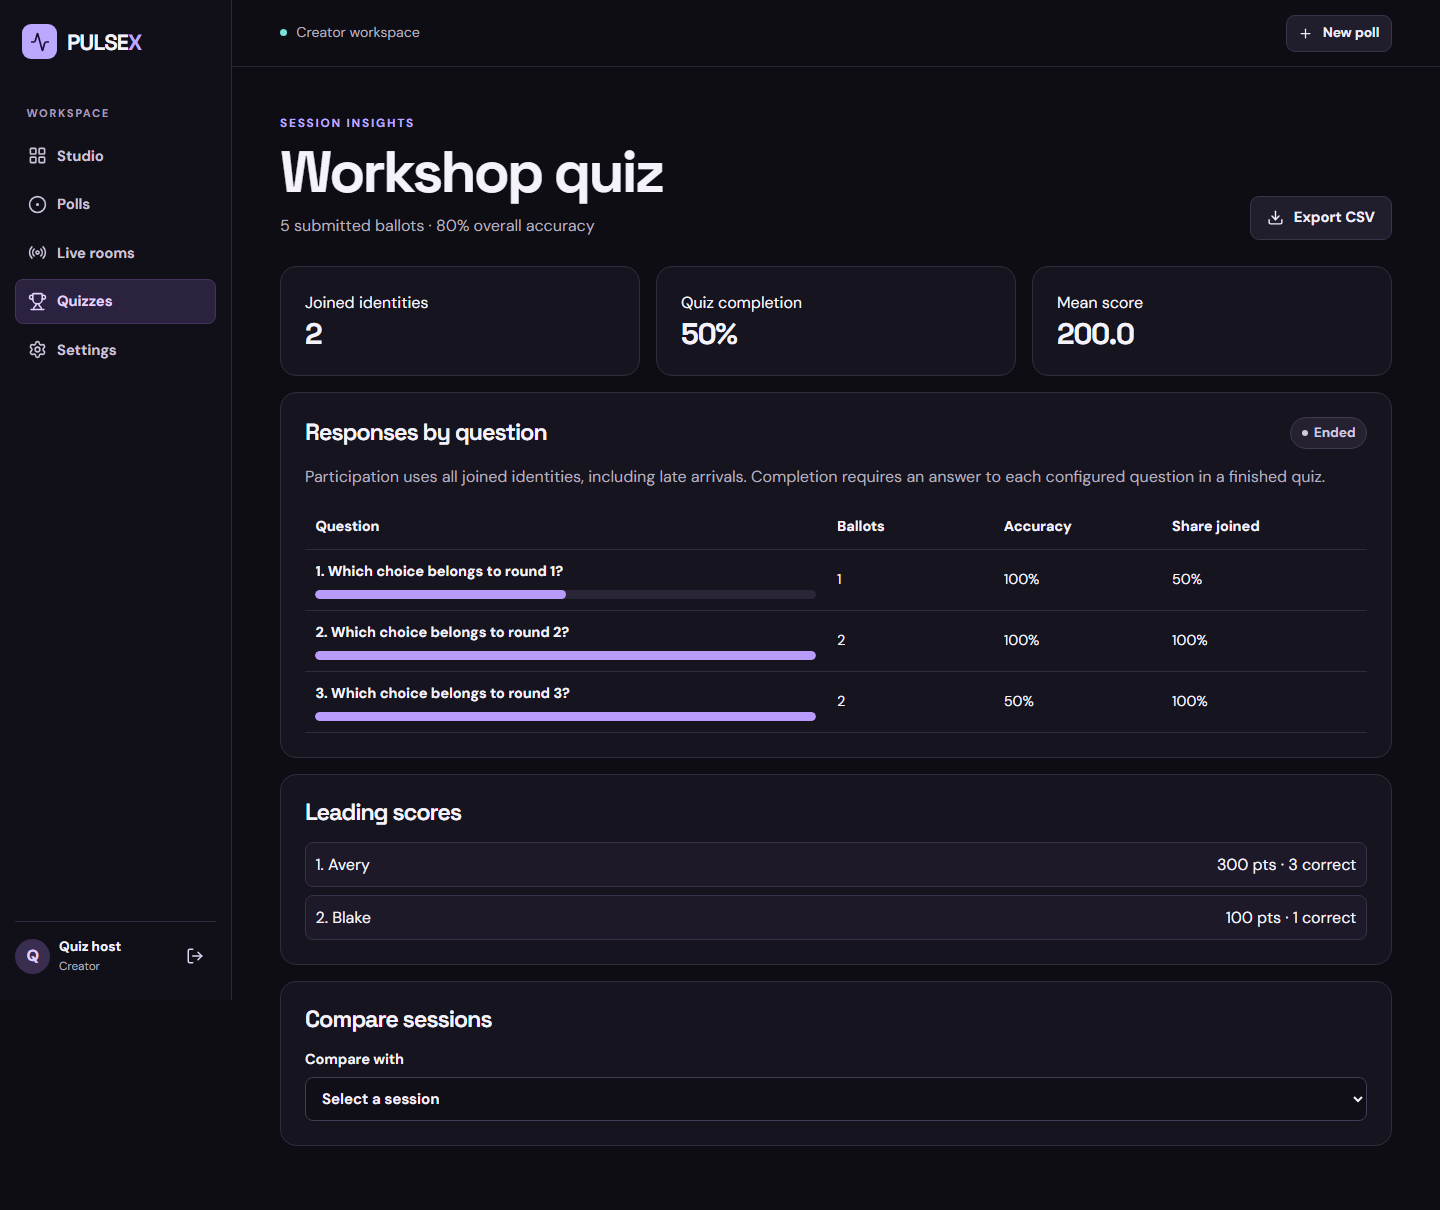 PULSEX
Creator workspace
New poll
WORKSPACE
Studio
Polls
Live rooms
Quizzes
Settings
Q
Quiz host
Creator
SESSION INSIGHTS
Workshop quiz
5 submitted ballots · 80% overall accuracy
Export CSV
Joined identities
2
Quiz completion
50%
Mean score
200.0
Responses by question
Ended
Participation uses all joined identities, including late arrivals. Completion requires an answer to each configured question in a finished quiz.
Question Ballots Accuracy Share joined
1. Which choice belongs to round 1? 1 100% 50%
2. Which choice belongs to round 2? 2 100% 100%
3. Which choice belongs to round 3? 2 50% 100%
Leading scores
1. Avery 300 pts · 3 correct
2. Blake 100 pts · 1 correct
Compare sessions
Compare with
Select a session